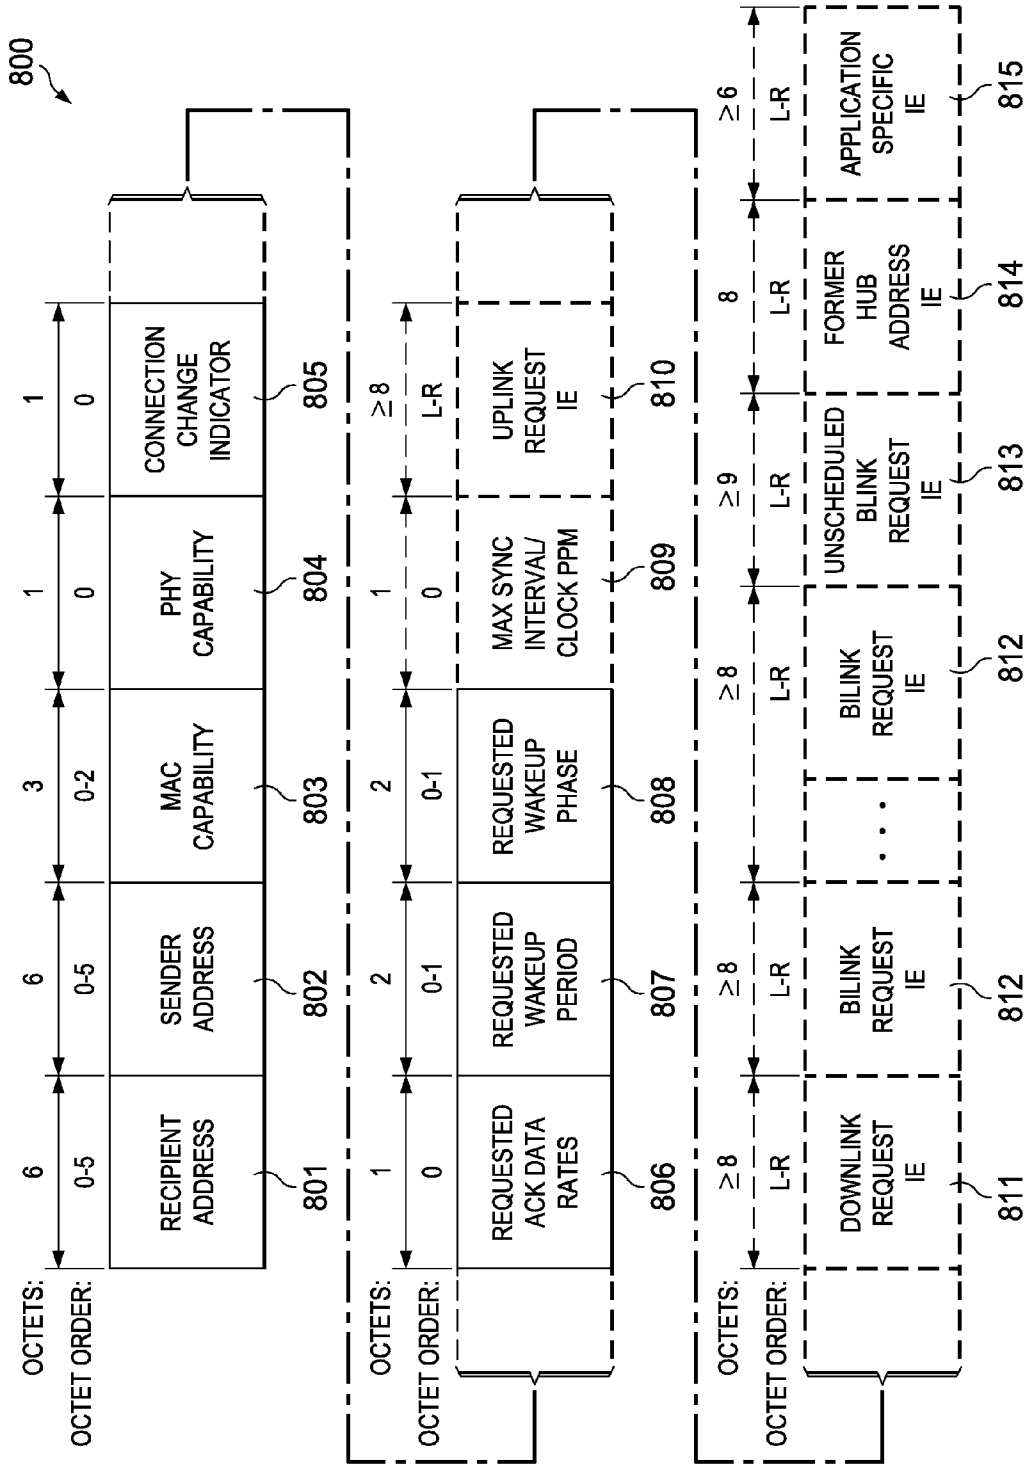 800
OCTETS: 6 6 3 1 1
OCTET ORDER: 0-5 0-5 0-2 0 0
RECIPIENT
ADDRESS
SENDER
ADDRESS
MAC
CAPABILITY
PHY
CAPABILITY
CONNECTION
CHANGE
INDICATOR
801 802 803 804 805
OCTETS: 1 2 2 1 ≥8
OCTET ORDER: 0 0-1 0-1 0 L-R
REQUESTED
ACK DATA
RATES
REQUESTED
WAKEUP
PERIOD
REQUESTED
WAKEUP
PHASE
MAX SYNC
INTERVAL/
CLOCK PPM
UPLINK
REQUEST
IE
806 807 808 809 810
OCTETS: ≥8 ≥8 ≥8 ≥9 8 ≥6
OCTET ORDER: L-R L-R L-R L-R L-R L-R
DOWNLINK
REQUEST
IE
BILINK
REQUEST
IE
• • •
BILINK
REQUEST
IE
UNSCHEDULED
BLINK
REQUEST
IE
FORMER
HUB
ADDRESS
IE
APPLICATION
SPECIFIC
IE
811 812 812 813 814 815